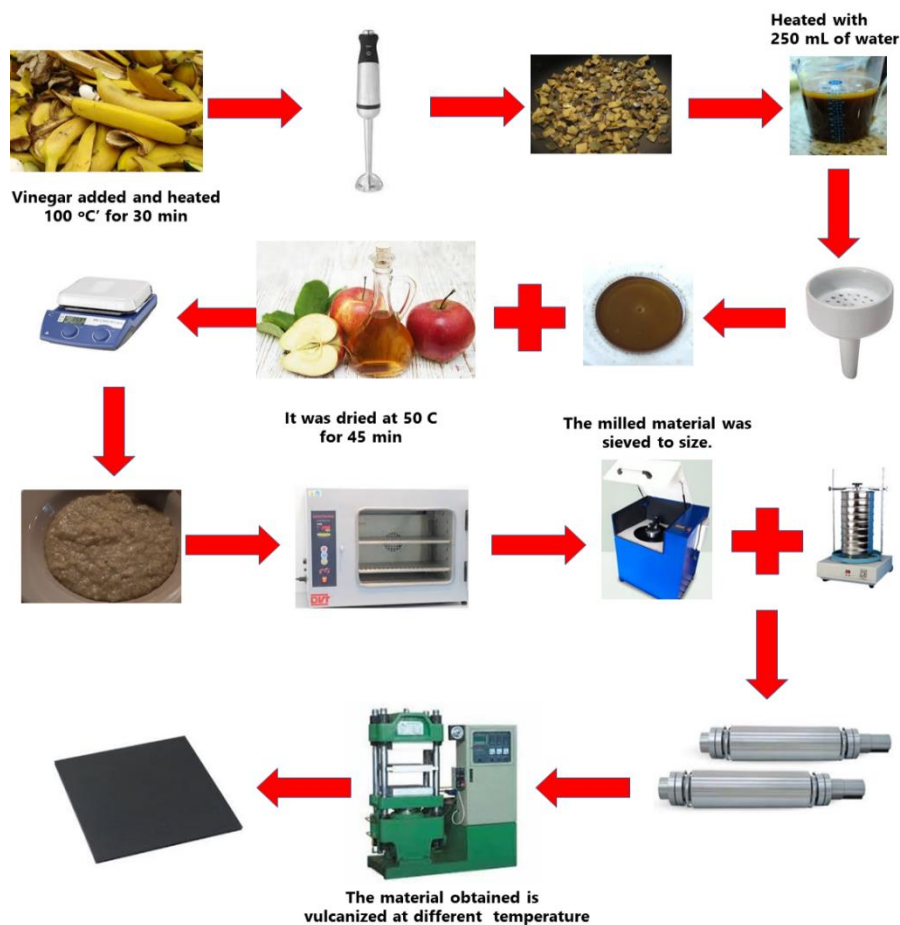 Heated with
250 mL of water
Vinegar added and heated
100 ºC’ for 30 min
It was dried at 50 C
for 45 min
The milled material was
sieved to size.
The material obtained is
vulcanized at different temperature